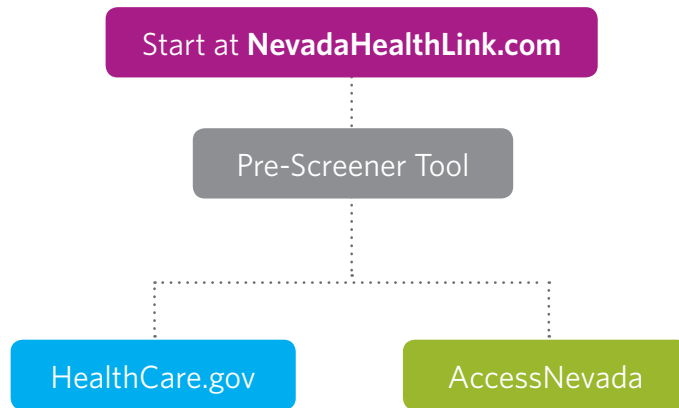 Start at NevadaHealthLink.com
Pre-Screener Tool
HealthCare.gov
AccessNevada